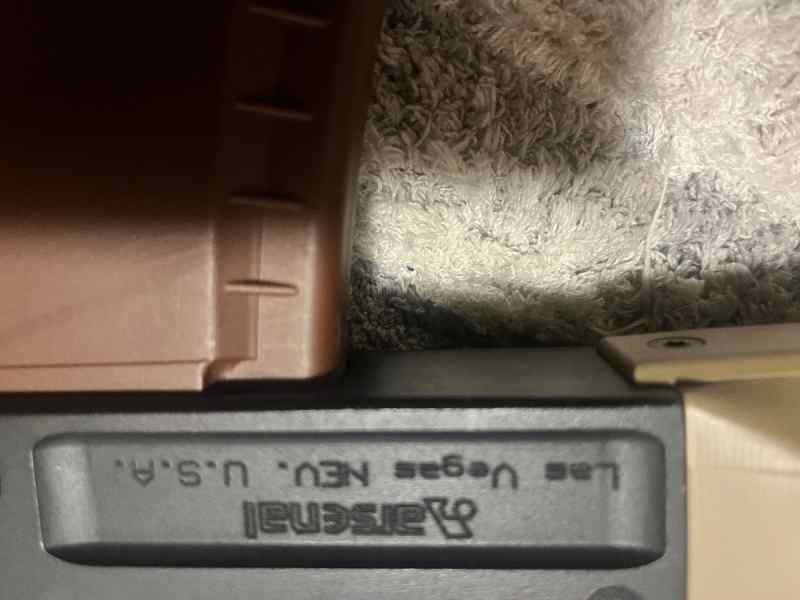 arsenal
Las Vegas NEV. U.S.A.